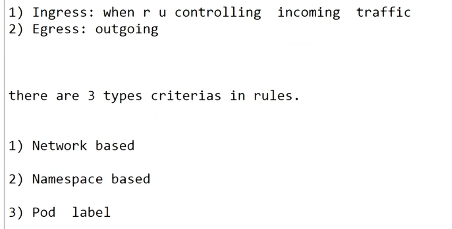 1) Ingress: when r u controlling incoming traffic
2) Egress: outgoing
there are 3 types criterias in rules.
1) Network based
2) Namespace based
3) Pod label